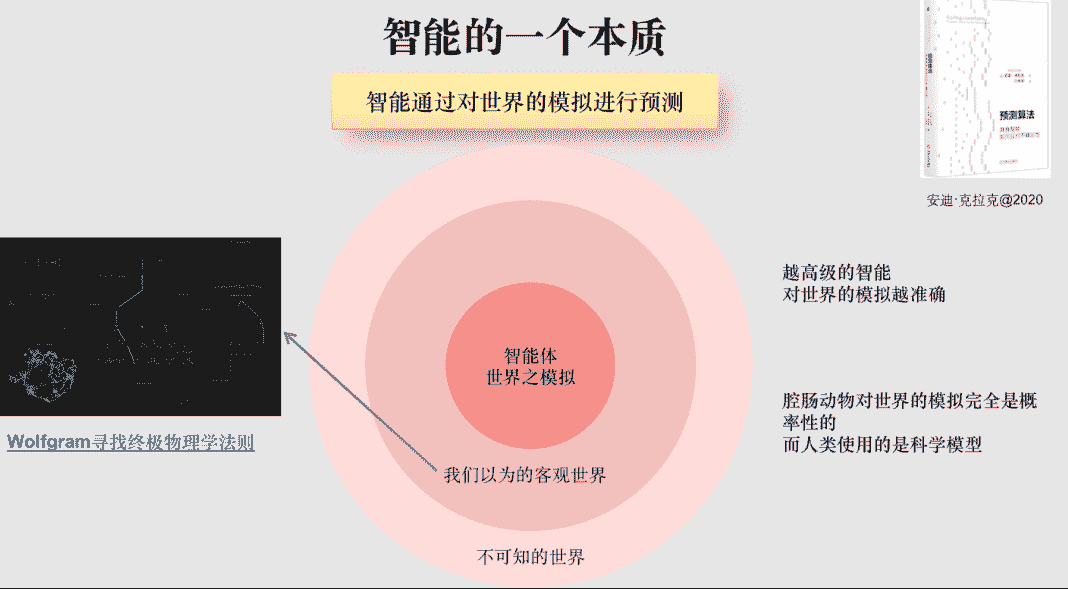 智能的一个本质
智能通过对世界的模拟进行预测
预测算法
安迪·克拉克@2020
越高级的智能
对世界的模拟越准确
智能体
世界之模拟
腔肠动物对世界的模拟完全是概
率性的
而人类使用的是科学模型
Wolfgram寻找终极物理学法则
我们以为的客观世界
不可知的世界